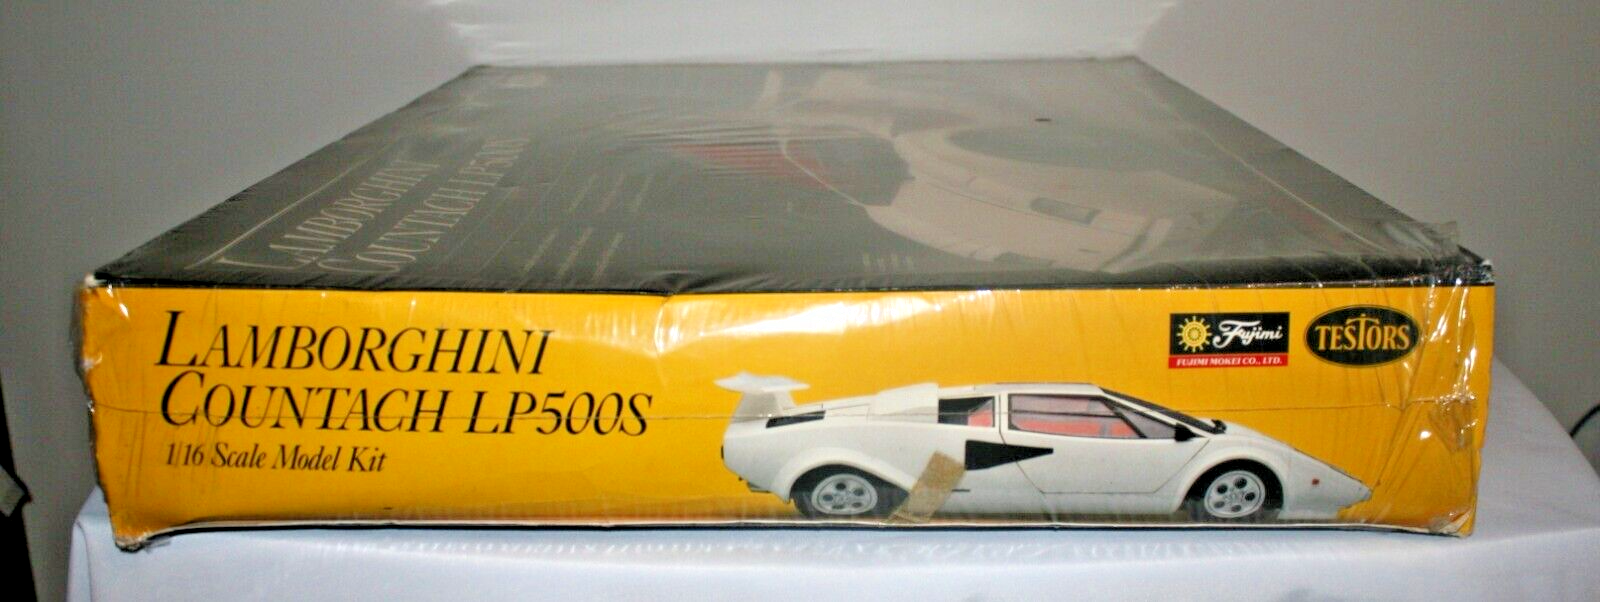 LAMBORGHINI
COUNTACH LP500S
LAMBORGHINI
COUNTACH LP500S
1/16 Scale Model Kit
Fujimi
FUJIMI MOKEI CO., LTD.
TESTORS